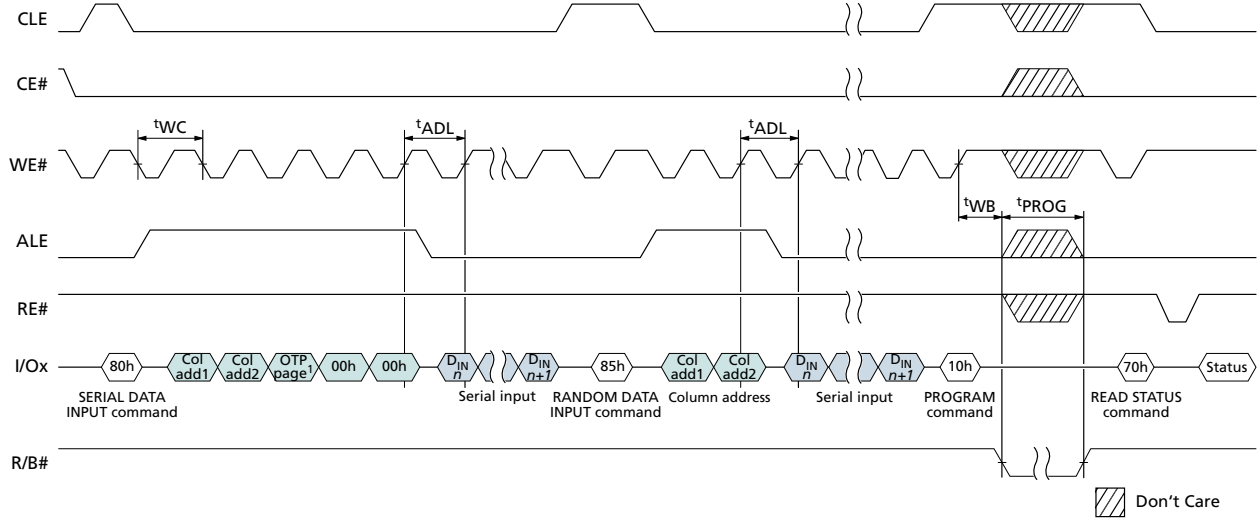 CLE
CE#
tWC
tADL
tADL
WE#
tWB
tPROG
ALE
RE#
I/Ox
80h
Col add1
Col add2
OTP page1
00h
00h
DIN n
DIN n+1
85h
Col add1
Col add2
DIN n
DIN n+1
10h
70h
Status
SERIAL DATA
INPUT command
Serial input
RANDOM DATA
INPUT command
Column address
Serial input
PROGRAM
command
READ STATUS
command
R/B#
Don't Care